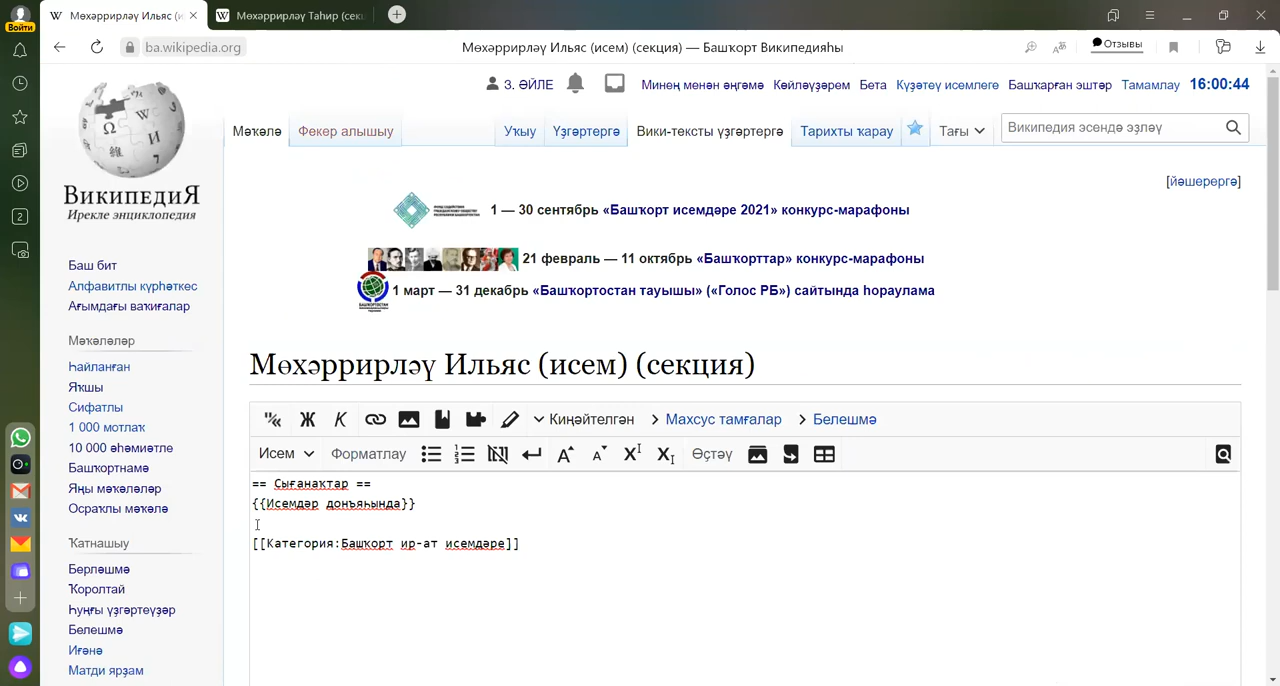 Мөхәррирләү Ильяс (и
Мөхәррирләү Таһир (секц
Войти
ba.wikipedia.org
Мөхәррирләү Ильяс (исем) (секция) — Башҡорт Википедияһы
Отзывы
З. ӘЙЛЕ
Минең менән әңгәмә
Көйләүҙәрем
Бета
Күҙәтеү исемлеге
Башҡарған эштәр
Тамамлау
16:00:44
Мәҡәлә
Фекер алышыу
Уҡыу
Үҙгәртергә
Вики-тексты үҙгәртергә
Тарихты ҡарау
Тағы
Википедия эсендә эҙләү
ВикипедиЯ
Ирекле энциклопедия
[йәшерергә]
1 — 30 сентябрь «Башҡорт исемдәре 2021» конкурс-марафоны
21 февраль — 11 октябрь «Башҡорттар» конкурс-марафоны
1 март — 31 декабрь «Башҡортостан тауышы» («Голос РБ») сайтында һораулама
Баш бит
Алфавитлы күрһәткес
Ағымдағы ваҡиғалар
Мәҡәләләр
Һайланған
Яҡшы
Сифатлы
1 000 мотлаҡ
10 000 әһәмиәтле
Башҡортнамә
Яңы мәҡәләләр
Осраҡлы мәҡәлә
Ҡатнашыу
Берләшмә
Ҡоролтай
Һуңғы үҙгәртеүҙәр
Белешмә
Иғәнә
Матди ярҙам
Мөхәррирләү Ильяс (исем) (секция)
Ж
К
Киңәйтелгән
Махсус тамғалар
Белешмә
Исем
Форматлау
Өҫтәү
== Сығанаҡтар ==
{{Исемдәр донъяһында}}
[[Категория:Башҡорт ир-ат исемдәре]]